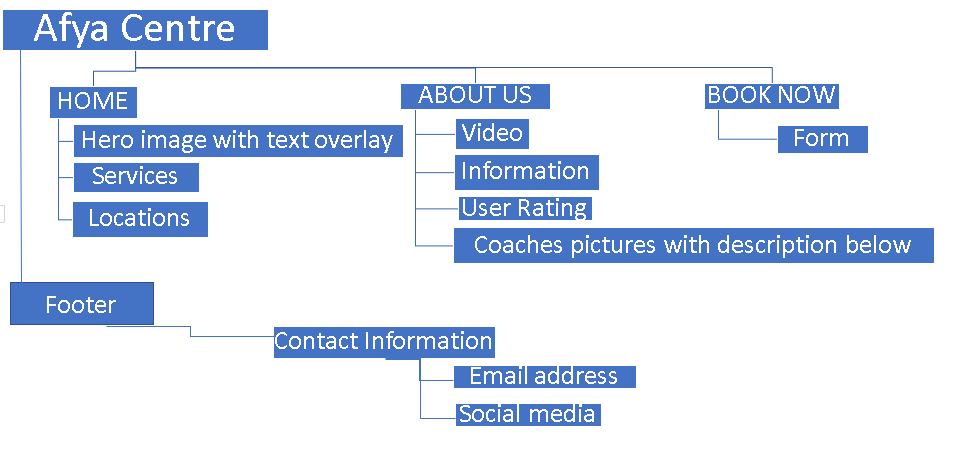 Afya Centre
HOME
Hero image with text overlay
Services
Locations
ABOUT US
Video
Information
User Rating
Coaches pictures with description below
BOOK NOW
Form
Footer
Contact Information
Email address
Social media